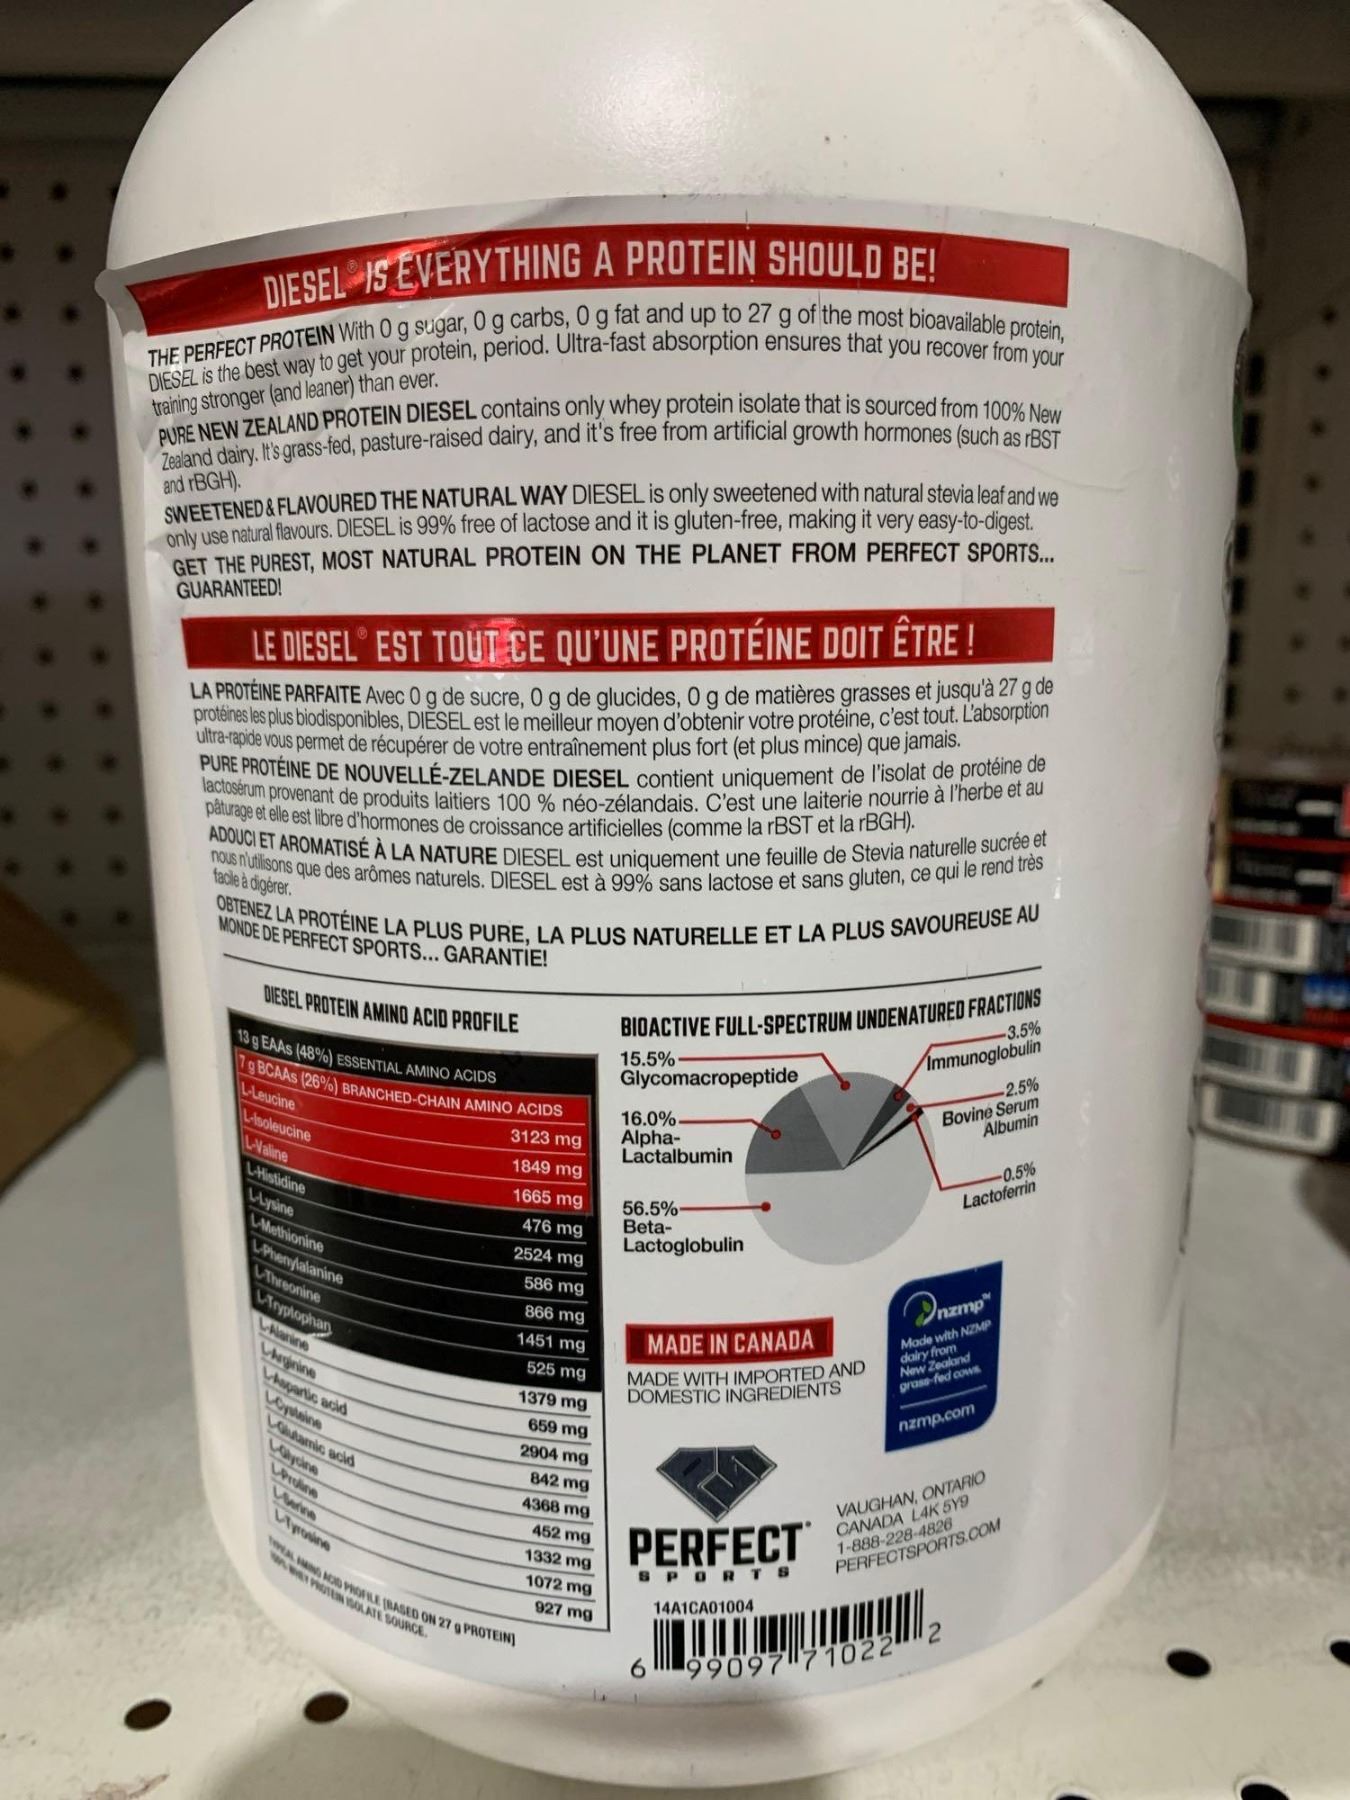 DIESEL® IS EVERYTHING A PROTEIN SHOULD BE!
THE PERFECT PROTEIN With 0 g sugar, 0 g carbs, 0 g fat and up to 27 g of the most bioavailable protein,
DIESEL is the best way to get your protein, period. Ultra-fast absorption ensures that you recover from your
training stronger (and leaner) than ever.
PURE NEW ZEALAND PROTEIN DIESEL contains only whey protein isolate that is sourced from 100% New
Zealand dairy. It's grass-fed, pasture-raised dairy, and it's free from artificial growth hormones (such as rBST
and rBGH).
SWEETENED & FLAVOURED THE NATURAL WAY DIESEL is only sweetened with natural stevia leaf and we
only use natural flavours. DIESEL is 99% free of lactose and it is gluten-free, making it very easy-to-digest.
GET THE PUREST, MOST NATURAL PROTEIN ON THE PLANET FROM PERFECT SPORTS...
GUARANTEED!
LE DIESEL® EST TOUT CE QU'UNE PROTÉINE DOIT ÊTRE !
LA PROTÉINE PARFAITE Avec 0 g de sucre, 0 g de glucides, 0 g de matières grasses et jusqu'à 27 g de
protéines les plus biodisponibles, DIESEL est le meilleur moyen d'obtenir votre protéine, c'est tout. L'absorption
ultra-rapide vous permet de récupérer de votre entraînement plus fort (et plus mince) que jamais.
PURE PROTÉINE DE NOUVELLÉ-ZELANDE DIESEL contient uniquement de l'isolat de protéine de
lactosérum provenant de produits laitiers 100 % néo-zélandais. C'est une laiterie nourrie à l'herbe et au
pâturage et elle est libre d'hormones de croissance artificielles (comme la rBST et la rBGH).
ADOUCI ET AROMATISÉ À LA NATURE DIESEL est uniquement une feuille de Stevia naturelle sucrée et
nous n'utilisons que des arômes naturels. DIESEL est à 99% sans lactose et sans gluten, ce qui le rend très
facile à digérer.
OBTENEZ LA PROTÉINE LA PLUS PURE, LA PLUS NATURELLE ET LA PLUS SAVOUREUSE AU
MONDE DE PERFECT SPORTS... GARANTIE!
DIESEL PROTEIN AMINO ACID PROFILE
13 g EAAs (48%) ESSENTIAL AMINO ACIDS
7 g BCAAs (26%) BRANCHED-CHAIN AMINO ACIDS
L-Leucine 3123 mg
L-Isoleucine 1849 mg
L-Valine 1665 mg
L-Histidine 476 mg
L-Lysine 2524 mg
L-Methionine 586 mg
L-Phenylalanine 866 mg
L-Threonine 1451 mg
L-Tryptophan 525 mg
L-Alanine 1379 mg
L-Arginine 659 mg
L-Aspartic acid 2904 mg
L-Cysteine 842 mg
L-Glutamic acid 4368 mg
L-Glycine 452 mg
L-Proline 1332 mg
L-Serine 1072 mg
L-Tyrosine 927 mg
TYPICAL AMINO ACID PROFILE [BASED ON 27 g PROTEIN]
100% WHEY PROTEIN ISOLATE SOURCE.
BIOACTIVE FULL-SPECTRUM UNDENATURED FRACTIONS
15.5%
Glycomacropeptide
16.0%
Alpha-
Lactalbumin
56.5%
Beta-
Lactoglobulin
3.5%
Immunoglobulin
2.5%
Bovine Serum
Albumin
0.5%
Lactoferrin
MADE IN CANADA
MADE WITH IMPORTED AND
DOMESTIC INGREDIENTS
nzmp™
Made with NZMP
dairy from
New Zealand
grass-fed cows.
nzmp.com
PERFECT
SPORTS
VAUGHAN, ONTARIO
CANADA L4K 5Y9
1-888-228-4826
PERFECTSPORTS.COM
14A1CA01004
6 99097 71022 2